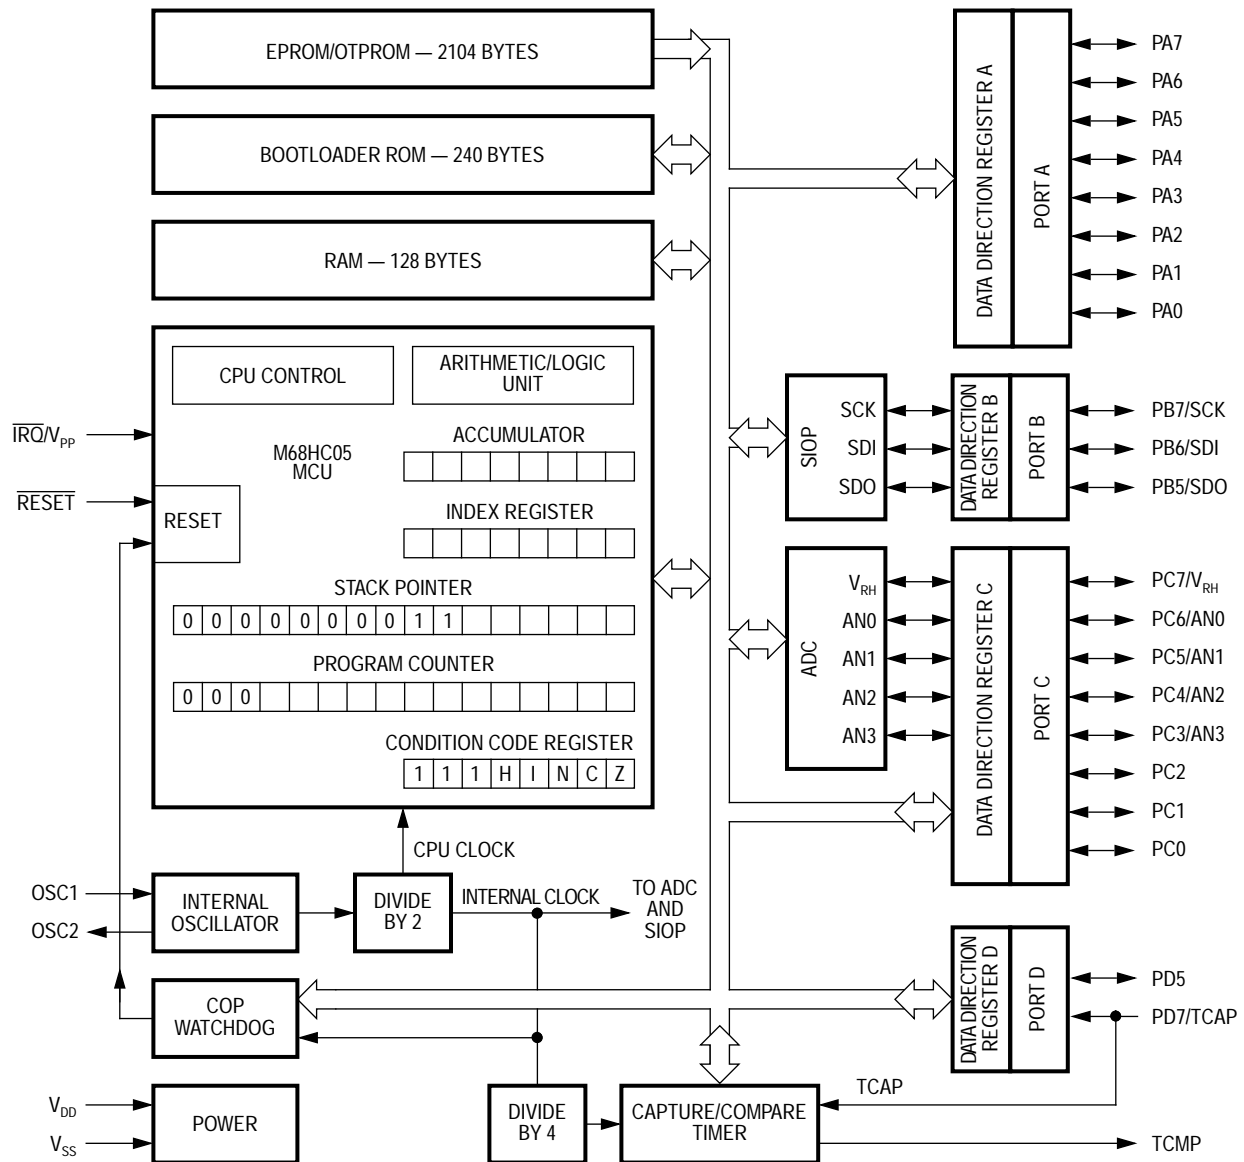 EPROM/OTPROM — 2104 BYTES
BOOTLOADER ROM — 240 BYTES
RAM — 128 BYTES
CPU CONTROL
ARITHMETIC/LOGIC
UNIT
M68HC05
MCU
ACCUMULATOR
INDEX REGISTER
RESET
STACK POINTER
0 0 0 0 0 0 0 0 1 1
PROGRAM COUNTER
0 0 0
CONDITION CODE REGISTER
1 1 1 H I N C Z
IRQ/VPP
RESET
CPU CLOCK
OSC1
OSC2
INTERNAL
OSCILLATOR
DIVIDE
BY 2
INTERNAL CLOCK
TO ADC
AND
SIOP
COP
WATCHDOG
VDD
VSS
POWER
DIVIDE
BY 4
CAPTURE/COMPARE
TIMER
TCAP
TCMP
DATA DIRECTION REGISTER A
PORT A
PA7
PA6
PA5
PA4
PA3
PA2
PA1
PA0
SIOP
SCK
SDI
SDO
DATA DIRECTION
REGISTER B
PORT B
PB7/SCK
PB6/SDI
PB5/SDO
ADC
VRH
AN0
AN1
AN2
AN3
DATA DIRECTION REGISTER C
PORT C
PC7/VRH
PC6/AN0
PC5/AN1
PC4/AN2
PC3/AN3
PC2
PC1
PC0
DATA DIRECTION
REGISTER D
PORT D
PD5
PD7/TCAP